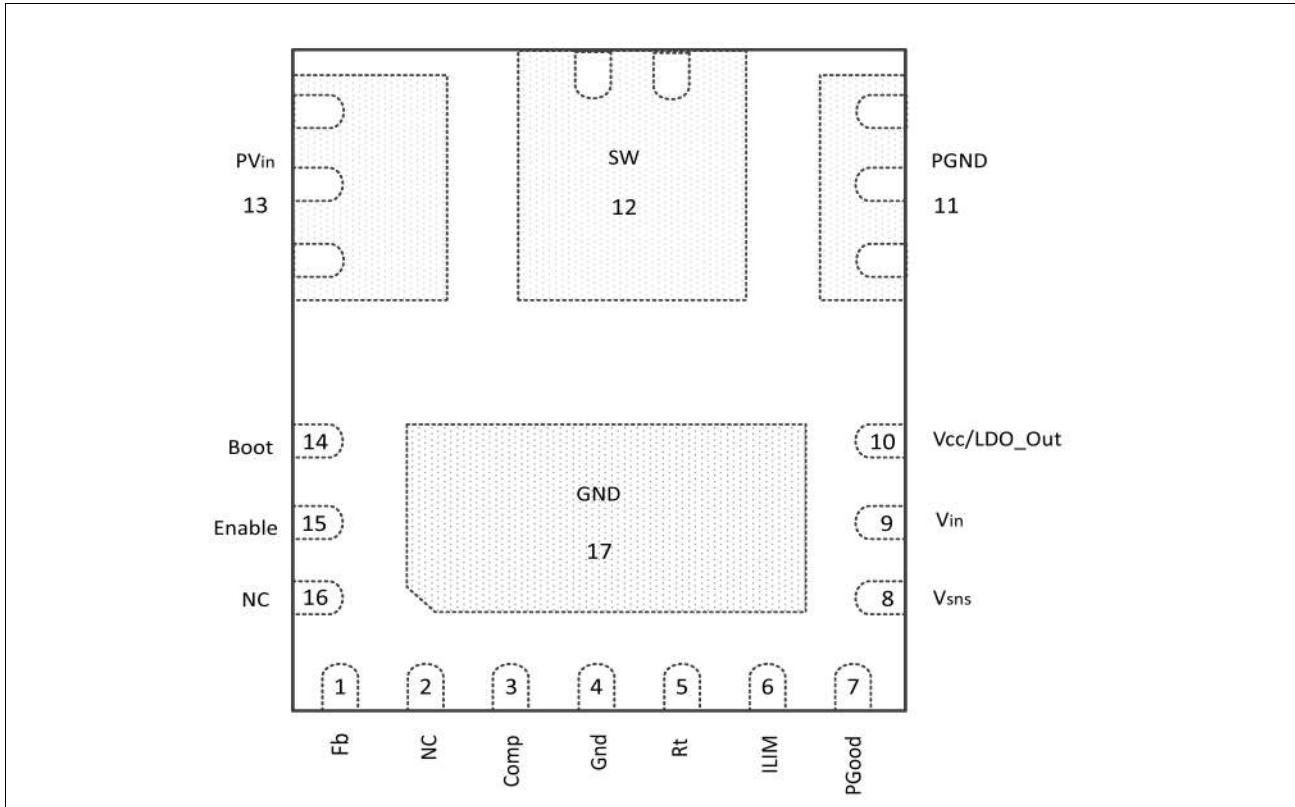 SW
PVin
PGND
13
12
11
Boot
14
10
Vcc/LDO_Out
GND
Enable
15
9
Vin
17
NC
16
8
Vsns
1
2
3
4
5
6
7
Fb
NC
Comp
Gnd
Rt
ILIM
PGood